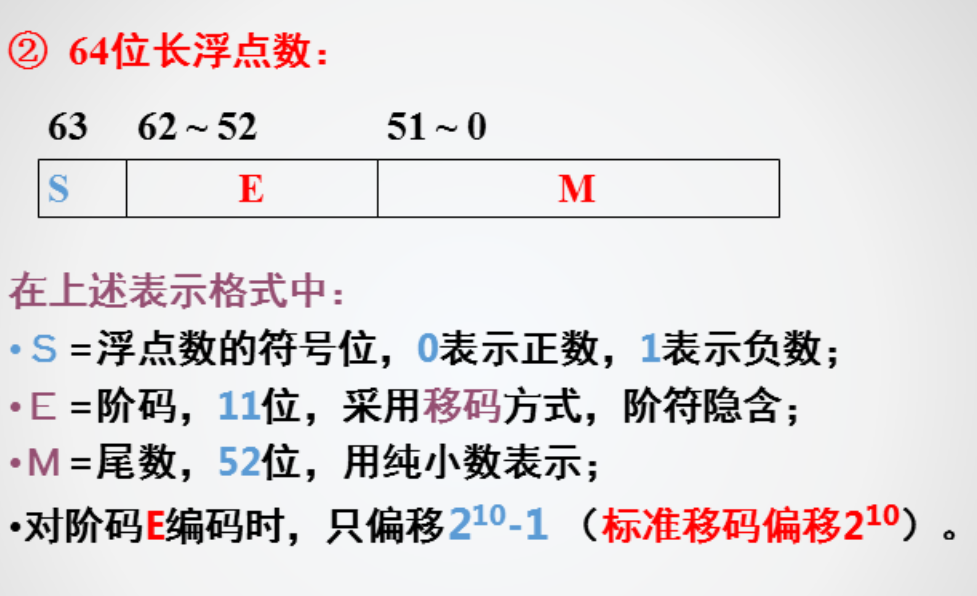 ② 64位长浮点数：
63 62 ~ 52 51 ~ 0
S E M
在上述表示格式中：
•S =浮点数的符号位，0表示正数，1表示负数；
•E =阶码，11位，采用移码方式，阶符隐含；
•M =尾数，52位，用纯小数表示；
•对阶码E编码时，只偏移2¹⁰-1 （标准移码偏移2¹⁰）。